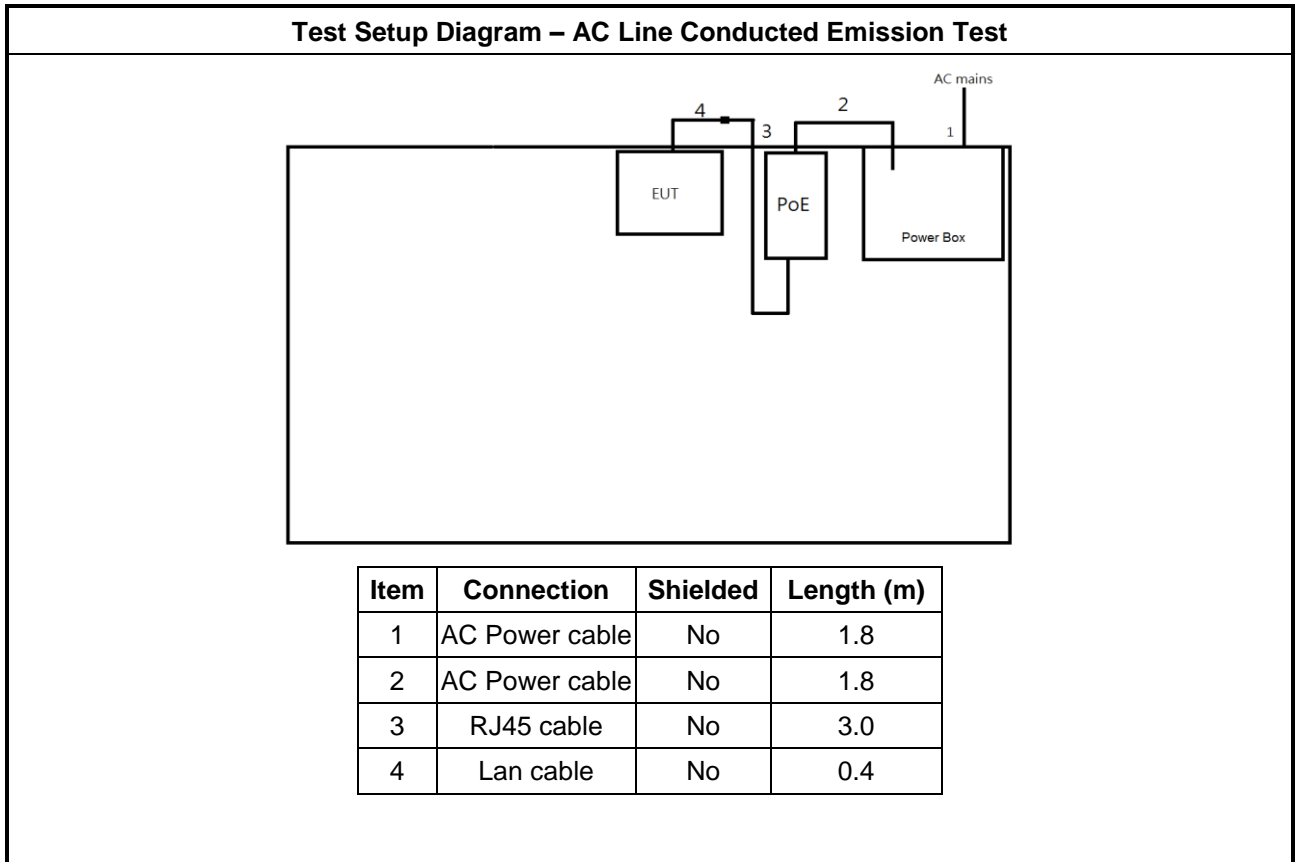 Test Setup Diagram – AC Line Conducted Emission Test
AC mains
4
2
3
1
EUT
PoE
Power Box
Item Connection Shielded Length (m)
1 AC Power cable No 1.8
2 AC Power cable No 1.8
3 RJ45 cable No 3.0
4 Lan cable No 0.4